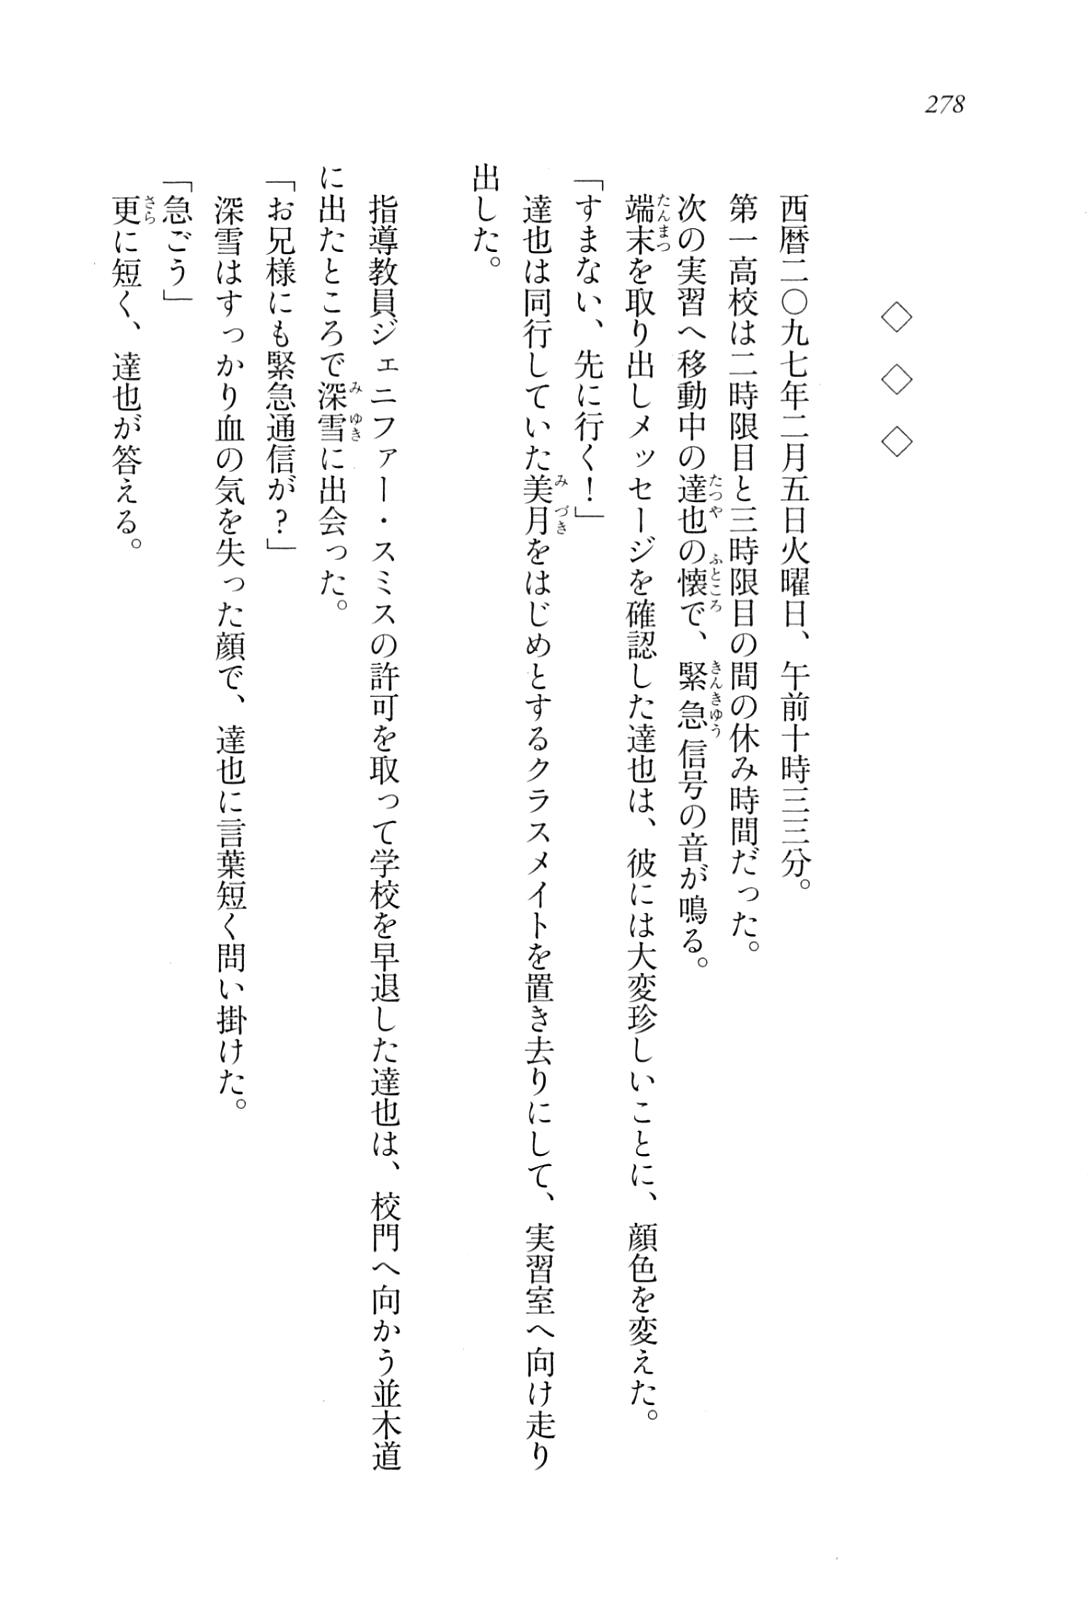 278
◇ ◇ ◇
西暦二〇九七年二月五日火曜日、午前十時三三分。
第一高校は二時限目と三時限目の間の休み時間だった。
次の実習へ移動中の達也の懐で、緊急信号の音が鳴る。
端末を取り出しメッセージを確認した達也は、彼には大変珍しいことに、顔色を変えた。
「すまない、先に行く！」
達也は同行していた美月をはじめとするクラスメイトを置き去りにして、実習室へ向け走り
出した。
指導教員ジェニファー・スミスの許可を取って学校を早退した達也は、校門へ向かう並木道
に出たところで深雪に出会った。
「お兄様にも緊急通信が？」
深雪はすっかり血の気を失った顔で、達也に言葉短く問い掛けた。
「急ごう」
更に短く、達也が答える。